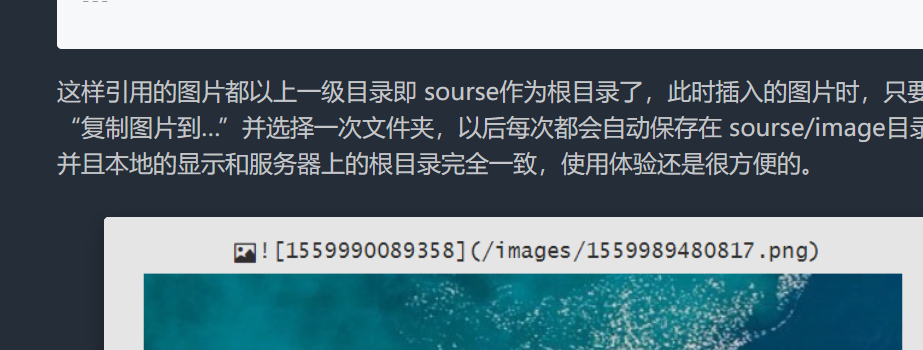 这样引用的图片都以上一级目录即 sourse作为根目录了，此时插入的图片时，只要
“复制图片到...”并选择一次文件夹，以后每次都会自动保存在 sourse/image目录
并且本地的显示和服务器上的根目录完全一致，使用体验还是很方便的。
![1559990089358](/images/1559989480817.png)